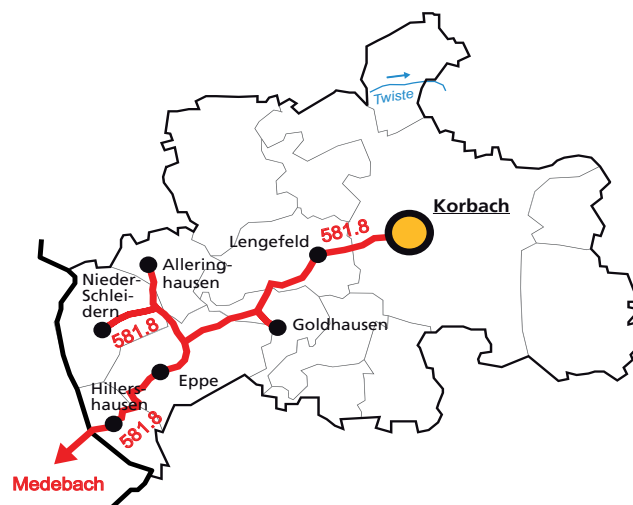 Twiste
Korbach
581.8
Lengefeld
Allering-
hausen
Nieder-
Schlei-
dern
581.8
Goldhausen
Eppe
Hillers-
hausen
581.8
Medebach